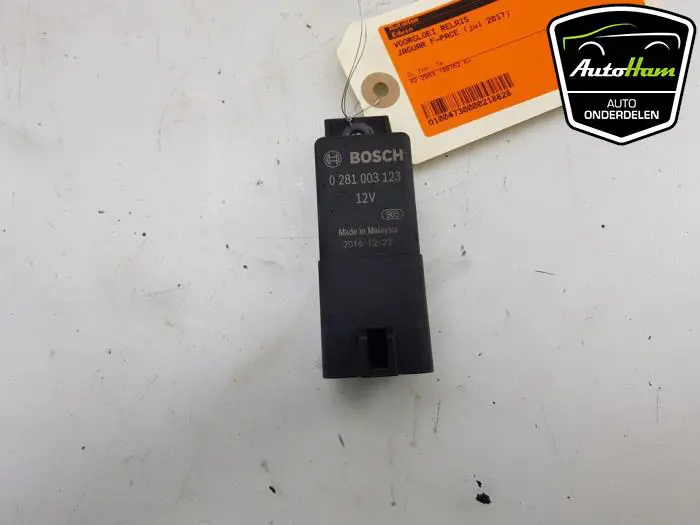 VOORGLOEI RELAIS
JAGUAR F-PACE (jul 2017)
O1004730000218828
AutoHam
AUTO
ONDERDELEN
BOSCH
0 281 003 123
12V
905
Made in Malaysia
2016-12-22